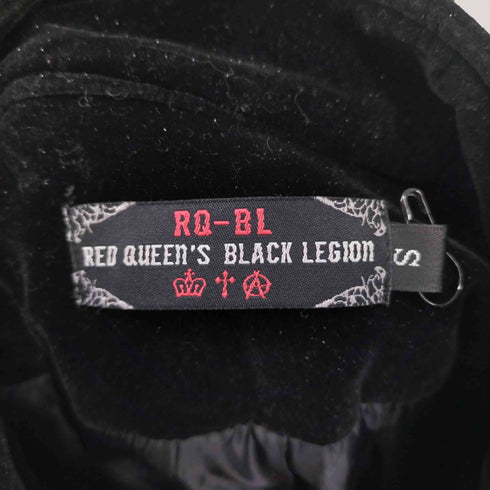 RQ-BL
RED QUEEN'S BLACK LEGION
S